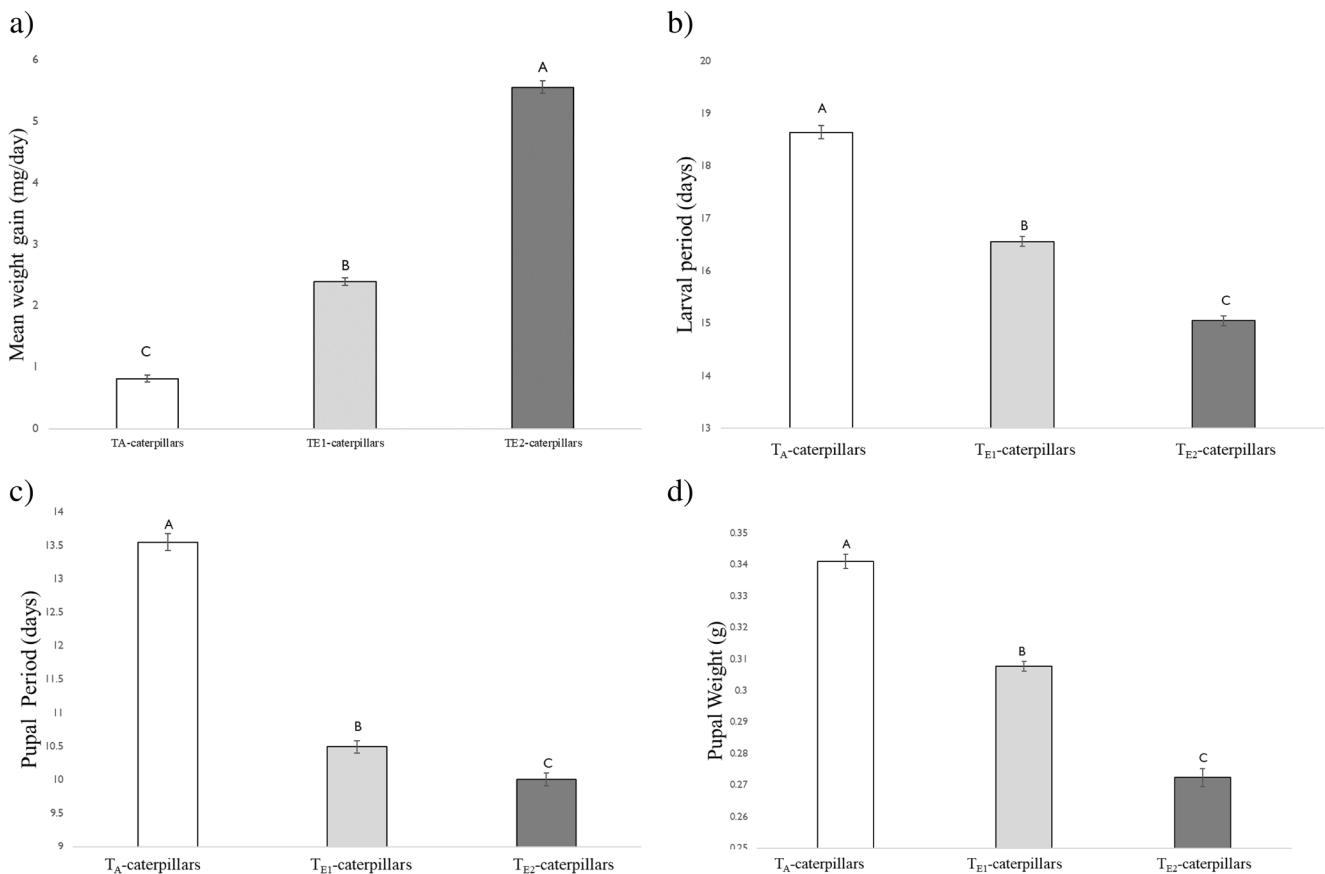 a)
Mean weight gain (mg/day)
6
5
4
3
2
1
0
C
B
A
TA-caterpillars
TE1-caterpillars
TE2-caterpillars
b)
Larval period (days)
20
19
18
17
16
15
14
13
A
B
C
TA-caterpillars
TE1-caterpillars
TE2-caterpillars
c)
Pupal Period (days)
14
13.5
13
12.5
12
11.5
11
10.5
10
9.5
9
A
B
C
TA-caterpillars
TE1-caterpillars
TE2-caterpillars
d)
Pupal Weight (g)
0.35
0.34
0.33
0.32
0.31
0.3
0.29
0.28
0.27
0.26
0.25
A
B
C
TA-caterpillars
TE1-caterpillars
TE2-caterpillars